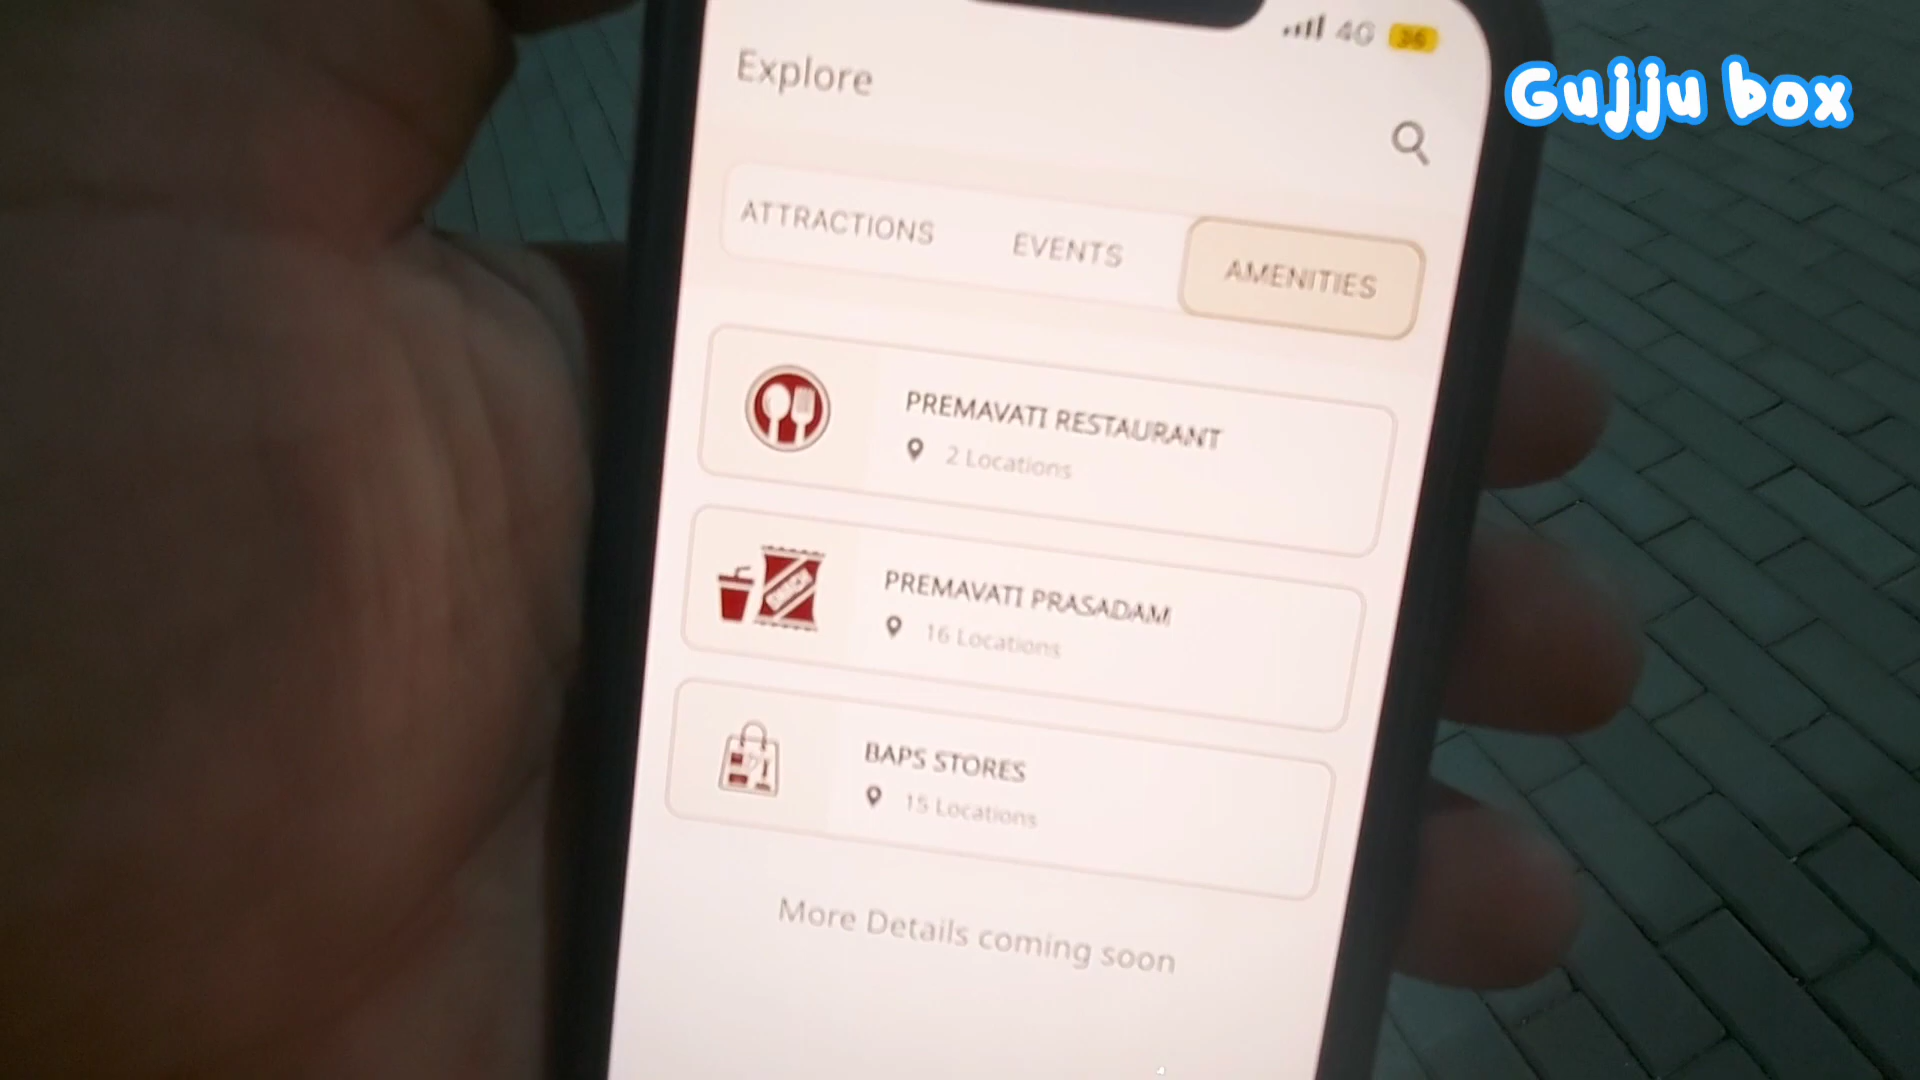 4G 36
Gujju box
Explore
ATTRACTIONS EVENTS AMENITIES
PREMAVATI RESTAURANT
2 Locations
PREMAVATI PRASADAM
16 Locations
BAPS STORES
15 Locations
More Details coming soon